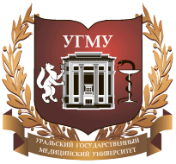 УГМУ
УРАЛЬСКИЙ ГОСУДАРСТВЕННЫЙ
МЕДИЦИНСКИЙ УНИВЕРСИТЕТ